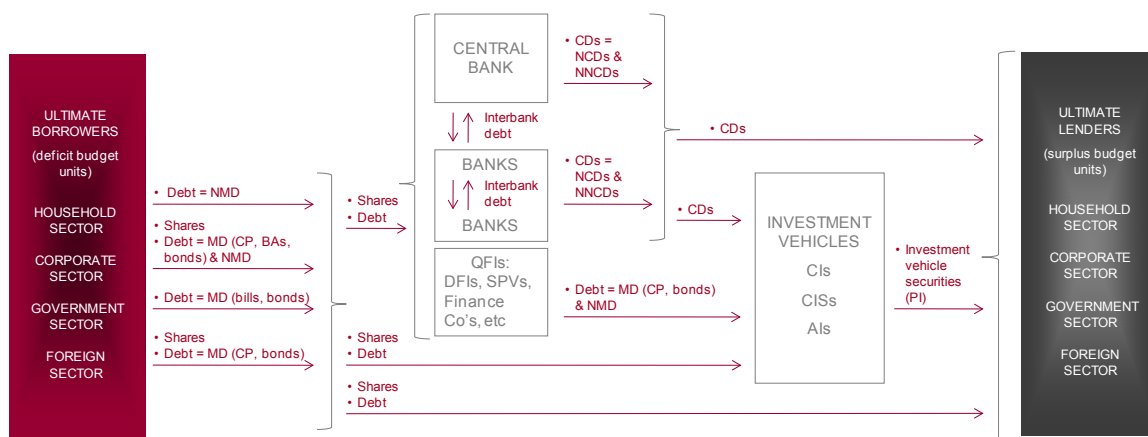 ULTIMATE
BORROWERS
(deficit budget
units)
HOUSEHOLD
SECTOR
CORPORATE
SECTOR
GOVERNMENT
SECTOR
FOREIGN
SECTOR
• Debt = NMD
• Shares
• Debt = MD (CP, BAs,
bonds) & NMD
• Debt = MD (bills, bonds)
• Shares
• Debt = MD (CP, bonds)
• Shares
• Debt
CENTRAL
BANK
Interbank
debt
BANKS
Interbank
debt
BANKS
QFIs:
DFIs, SPVs,
Finance
Co's, etc
• CDs =
NCDs &
NNCDs
• CDs =
NCDs &
NNCDs
• Debt = MD (CP, bonds)
& NMD
• Shares
• Debt
• Shares
• Debt
• CDs
• CDs
INVESTMENT
VEHICLES
CIs
CISs
AIs
• Investment
vehicle
securities
(PI)
ULTIMATE
LENDERS
(surplus budget
units)
HOUSEHOLD
SECTOR
CORPORATE
SECTOR
GOVERNMENT
SECTOR
FOREIGN
SECTOR